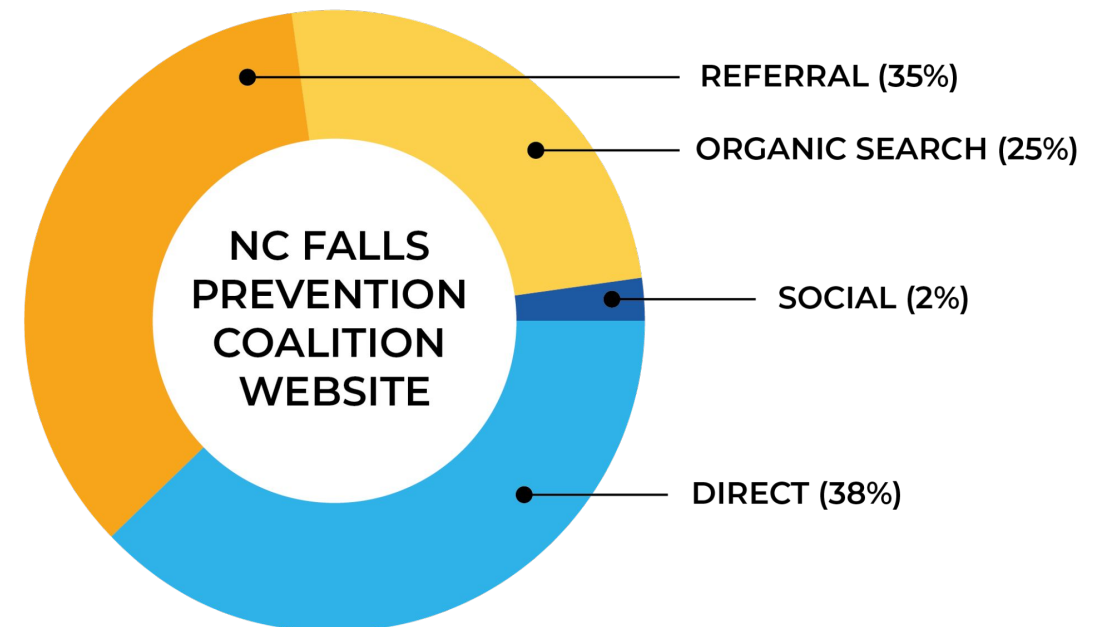 REFERRAL (35%)
ORGANIC SEARCH (25%)
NC FALLS
PREVENTION
COALITION
WEBSITE
SOCIAL (2%)
DIRECT (38%)